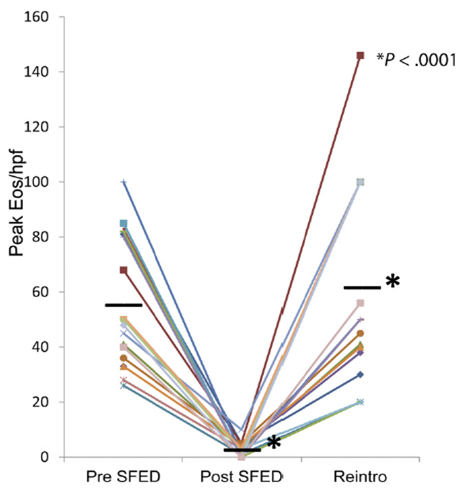 160
140
120
100
80
60
40
20
0
Peak Eos/hpf
*P < .0001
*
*
Pre SFED
Post SFED
Reintro